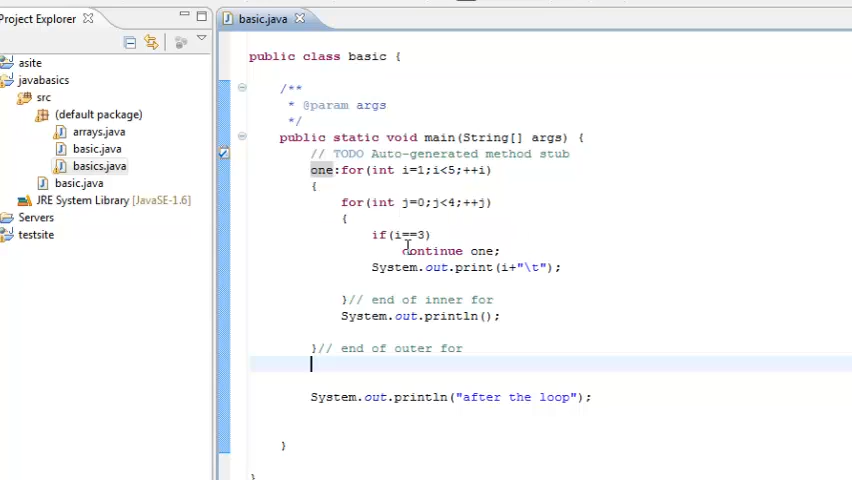 Project Explorer
asite
javabasics
src
(default package)
arrays.java
basic.java
basics.java
basic.java
JRE System Library [JavaSE-1.6]
Servers
testsite
basic.java
public class basic {
/**
* @param args
*/
public static void main(String[] args) {
// TODO Auto-generated method stub
one:for(int i=1;i<5;++i)
{
for(int j=0;j<4;++j)
{
if(i==3)
continue one;
System.out.print(i+"\t");
}// end of inner for
System.out.println();
}// end of outer for
System.out.println("after the loop");
}
}